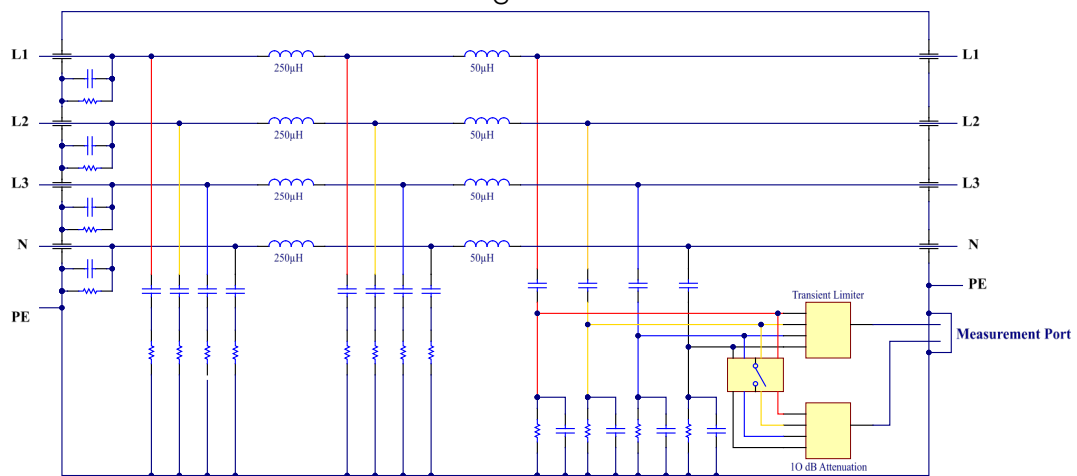 L1
250µH
50µH
L1
L2
250µH
50µH
L2
L3
250µH
50µH
L3
N
250µH
50µH
N
PE
Transient Limiter
PE
Measurement Port
1O dB Attenuation